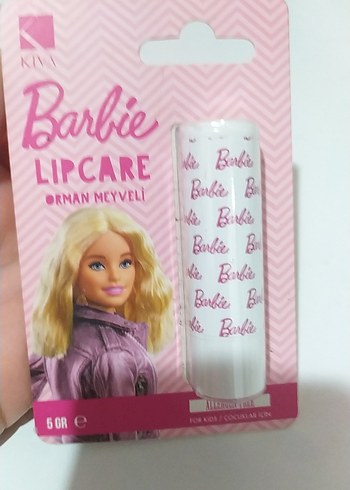 KIVA
Barbie
LIPCARE
ORMAN MEYVELİ
Barbie
Barbie
Barbie
Barbie
Barbie
Barbie
Barbie
5 GR e
FOR KIDS / ÇOCUKLAR İÇİN